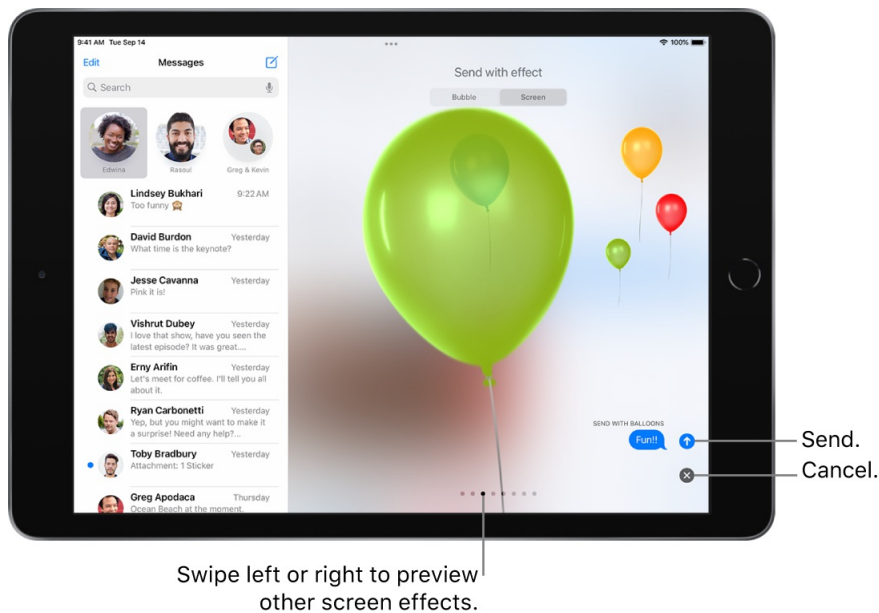 9:41 AM Tue Sep 14
100%
Edit
Messages
Search
Edwina
Rasoul
Greg & Kevin
Lindsey Bukhari
9:22 AM
Too funny 🙈
David Burdon
Yesterday
What time is the keynote?
Jesse Cavanna
Yesterday
Pink it is!
Vishrut Dubey
Yesterday
I love that show, have you seen the
latest episode? It was great....
Erny Arifin
Yesterday
Let's meet for coffee. I'll tell you all
about it.
Ryan Carbonetti
Yesterday
Yep, but you might want to make it
a surprise! Need any help?...
Toby Bradbury
Yesterday
Attachment: 1 Sticker
Greg Apodaca
Thursday
Ocean Beach at the moment.
Send with effect
Bubble
Screen
SEND WITH BALLOONS
Fun!!
Send.
Cancel.
Swipe left or right to preview
other screen effects.